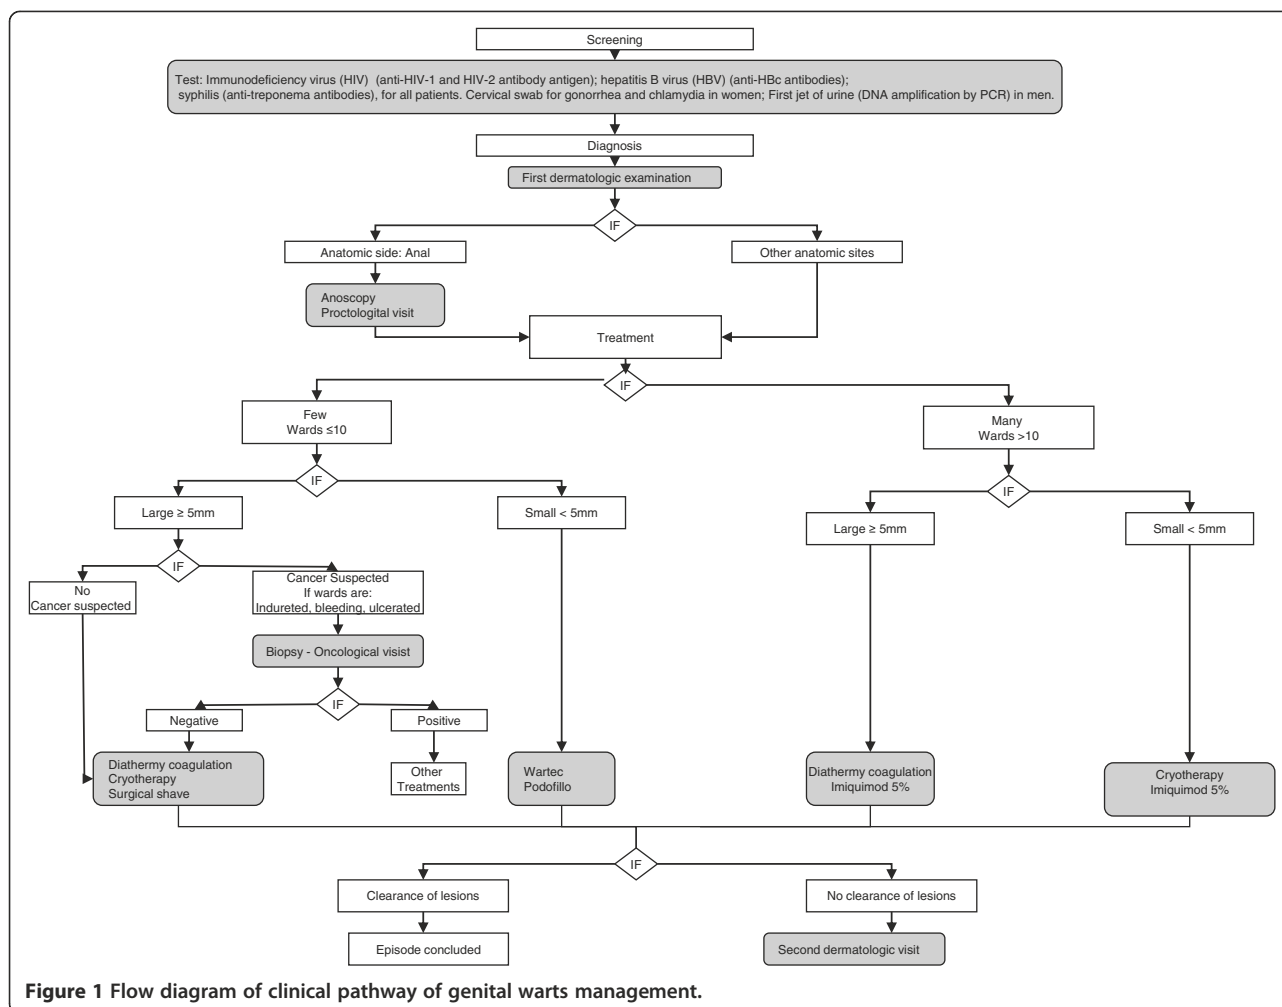 Screening
Test: Immunodeficiency virus (HIV) (anti-HIV-1 and HIV-2 antibody antigen); hepatitis B virus (HBV) (anti-HBc antibodies);
syphilis (anti-treponema antibodies), for all patients. Cervical swab for gonorrhea and chlamydia in women; First jet of urine (DNA amplification by PCR) in men.
Diagnosis
First dermatologic examination
IF
Anatomic side: Anal
Other anatomic sites
Anoscopy
Proctologital visit
Treatment
IF
Few
Wards ≤10
Many
Wards >10
IF
IF
Large ≥ 5mm
Small < 5mm
Large ≥ 5mm
Small < 5mm
IF
No
Cancer suspected
Cancer Suspected
If wards are:
Indureted, bleeding, ulcerated
Biopsy - Oncological visist
IF
Negative
Positive
Diathermy coagulation
Cryotherapy
Surgical shave
Other
Treatments
Wartec
Podofillo
Diathermy coagulation
Imiquimod 5%
Cryotherapy
Imiquimod 5%
IF
Clearance of lesions
No clearance of lesions
Episode concluded
Second dermatologic visit
Figure 1 Flow diagram of clinical pathway of genital warts management.